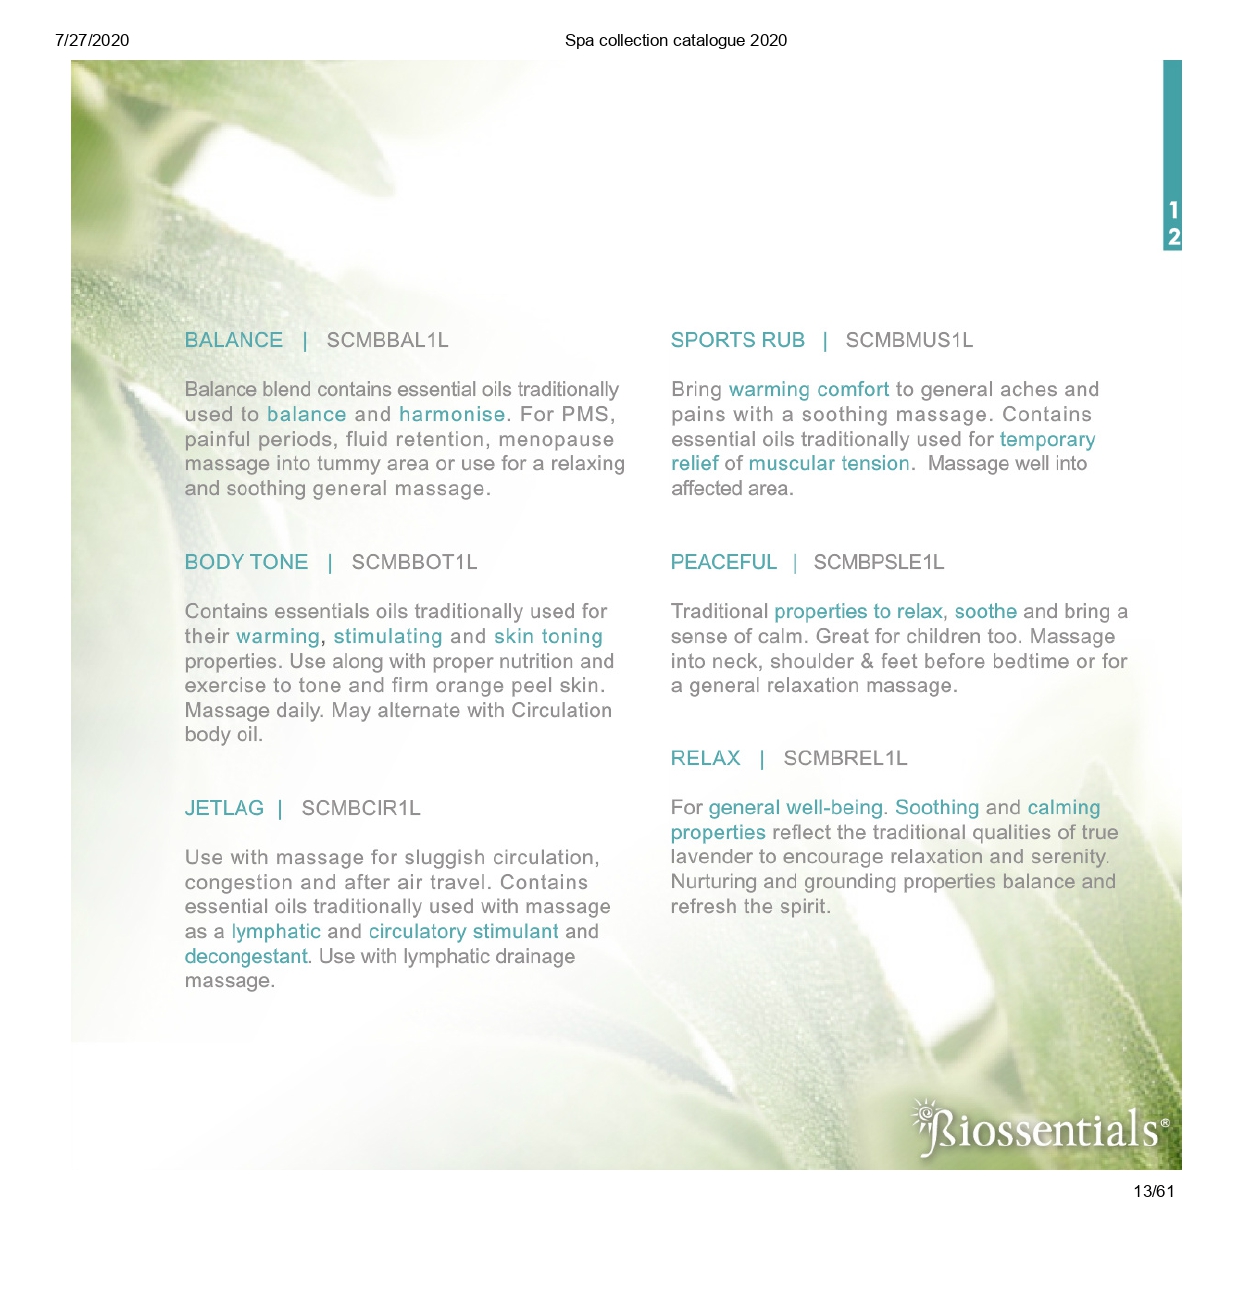 7/27/2020
Spa collection catalogue 2020
1
2
BALANCE | SCMBBAL1L
Balance blend contains essential oils traditionally
used to balance and harmonise. For PMS,
painful periods, fluid retention, menopause
massage into tummy area or use for a relaxing
and soothing general massage.
BODY TONE | SCMBBOT1L
Contains essentials oils traditionally used for
their warming, stimulating and skin toning
properties. Use along with proper nutrition and
exercise to tone and firm orange peel skin.
Massage daily. May alternate with Circulation
body oil.
JETLAG | SCMBCIR1L
Use with massage for sluggish circulation,
congestion and after air travel. Contains
essential oils traditionally used with massage
as a lymphatic and circulatory stimulant and
decongestant. Use with lymphatic drainage
massage.
SPORTS RUB | SCMBMUS1L
Bring warming comfort to general aches and
pains with a soothing massage. Contains
essential oils traditionally used for temporary
relief of muscular tension. Massage well into
affected area.
PEACEFUL | SCMBPSLE1L
Traditional properties to relax, soothe and bring a
sense of calm. Great for children too. Massage
into neck, shoulder & feet before bedtime or for
a general relaxation massage.
RELAX | SCMBREL1L
For general well-being. Soothing and calming
properties reflect the traditional qualities of true
lavender to encourage relaxation and serenity.
Nurturing and grounding properties balance and
refresh the spirit.
Biossentials®
13/61